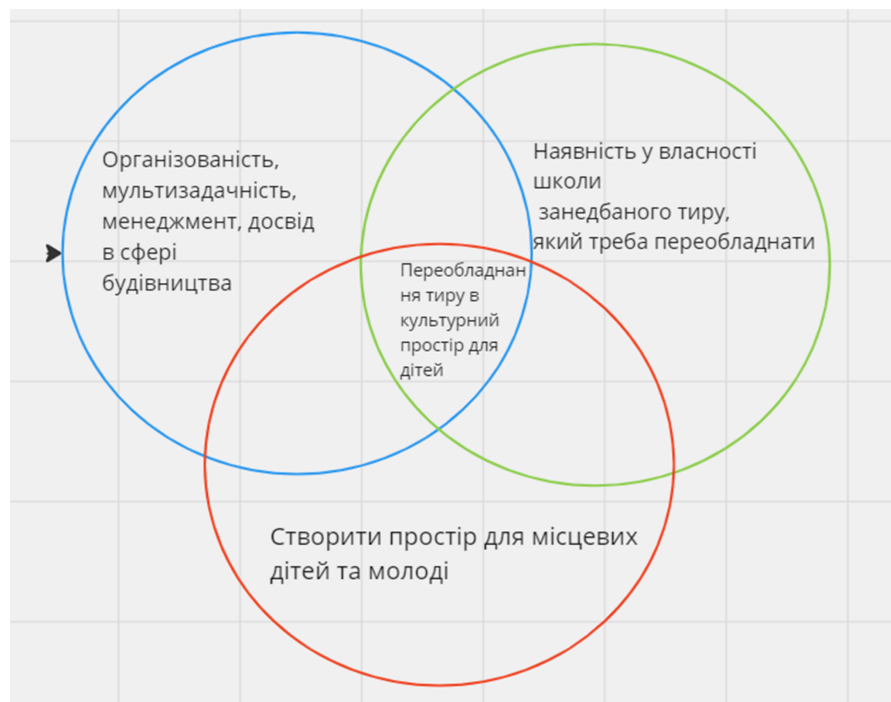 Організованість,
мультизадачність,
менеджмент, досвід
в сфері
будівництва
Наявність у власності
школи
занедбаного тиру,
який треба переобладнати
Переобладнан
ня тиру в
культурний
простір для
дітей
Створити простір для місцевих
дітей та молоді